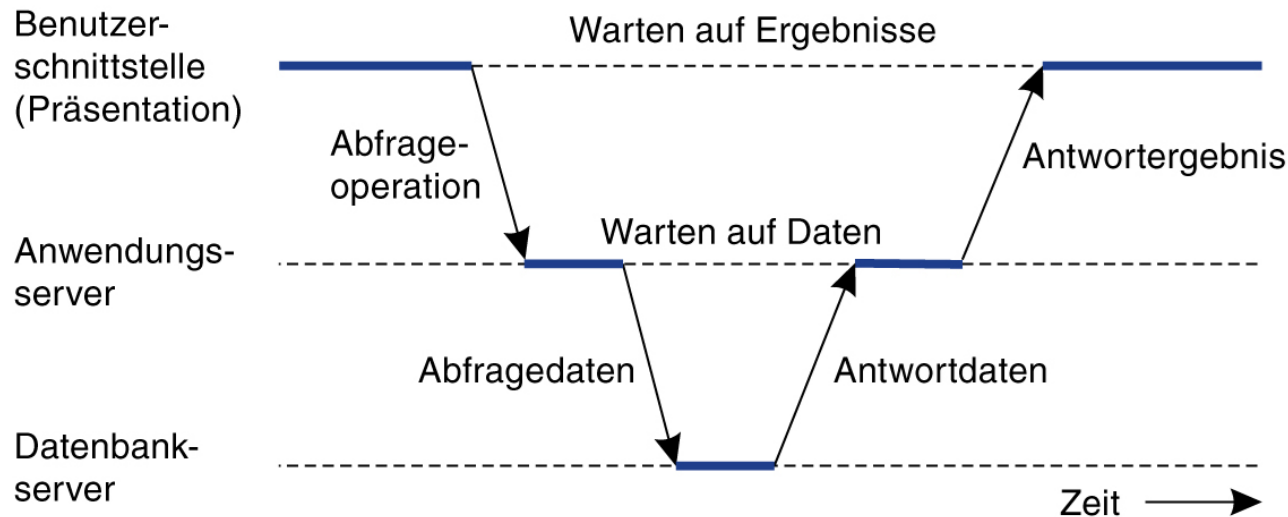 Benutzer-
schnittstelle
(Präsentation)
Warten auf Ergebnisse
Abfrage-
operation
Antwortergebnis
Anwendungs-
server
Warten auf Daten
Abfragedaten
Antwortdaten
Datenbank-
server
Zeit